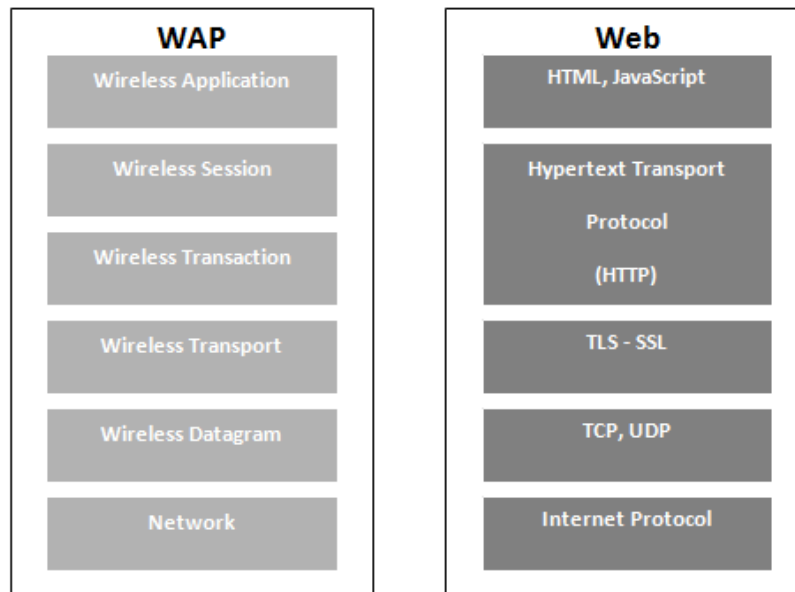 WAP
Wireless Application
Wireless Session
Wireless Transaction
Wireless Transport
Wireless Datagram
Network
Web
HTML, JavaScript
Hypertext Transport
Protocol
(HTTP)
TLS - SSL
TCP, UDP
Internet Protocol